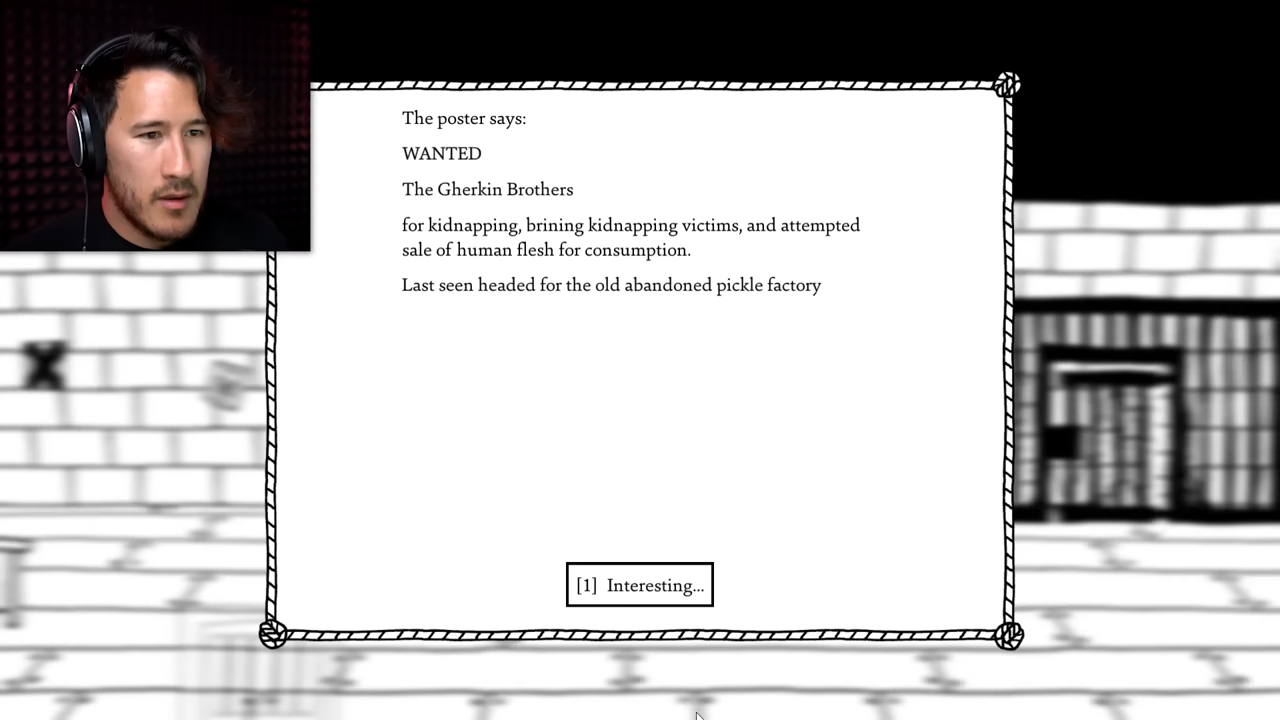 The poster says:
WANTED
The Gherkin Brothers
for kidnapping, brining kidnapping victims, and attempted
sale of human flesh for consumption.
Last seen headed for the old abandoned pickle factory
[1] Interesting...